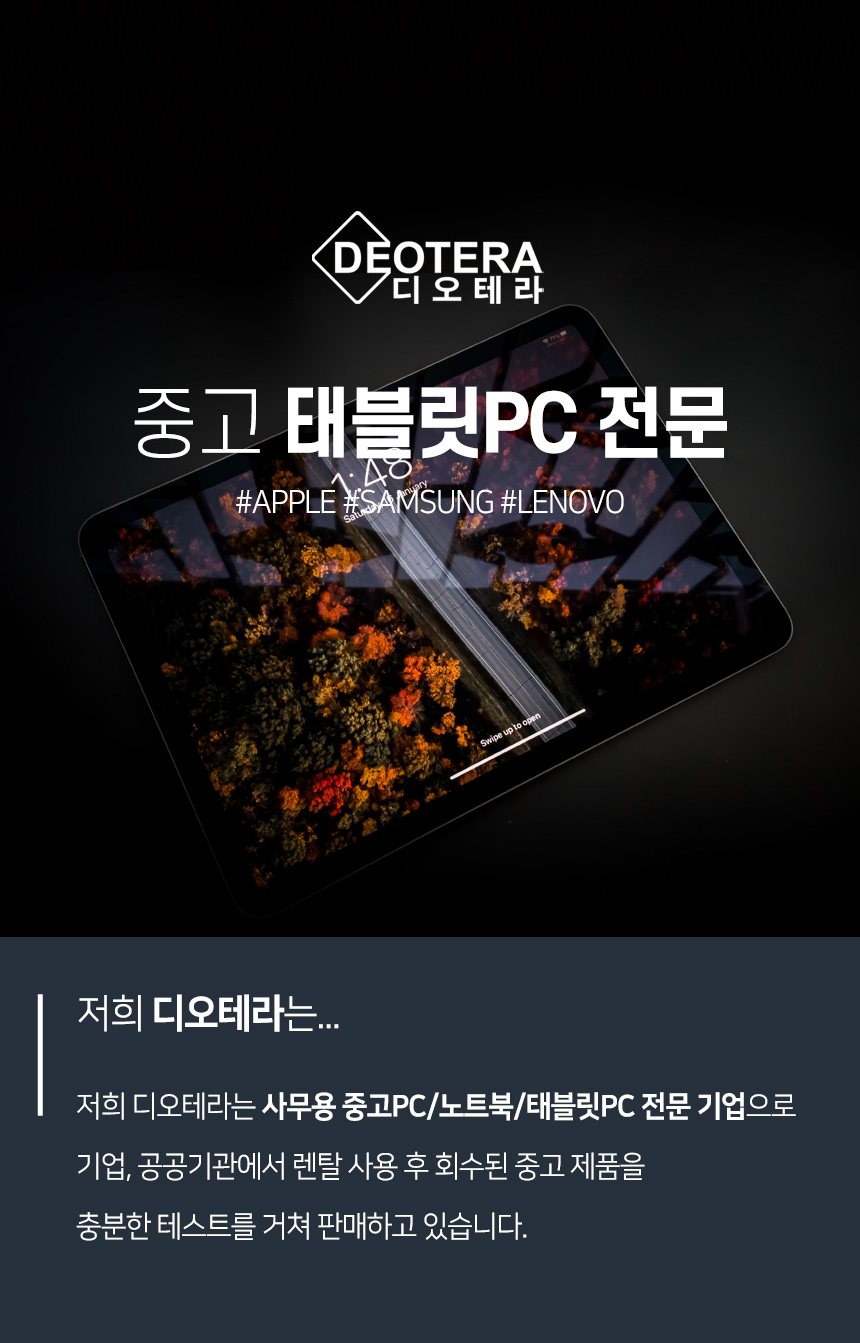 DEOTERA
디오테라
중고 태블릿PC 전문
1:48
#APPLE #SAMSUNG #LENOVO
Swipe up to open
저희 디오테라는...
저희 디오테라는 사무용 중고PC/노트북/태블릿PC 전문 기업으로
기업, 공공기관에서 렌탈 사용 후 회수된 중고 제품을
충분한 테스트를 거쳐 판매하고 있습니다.